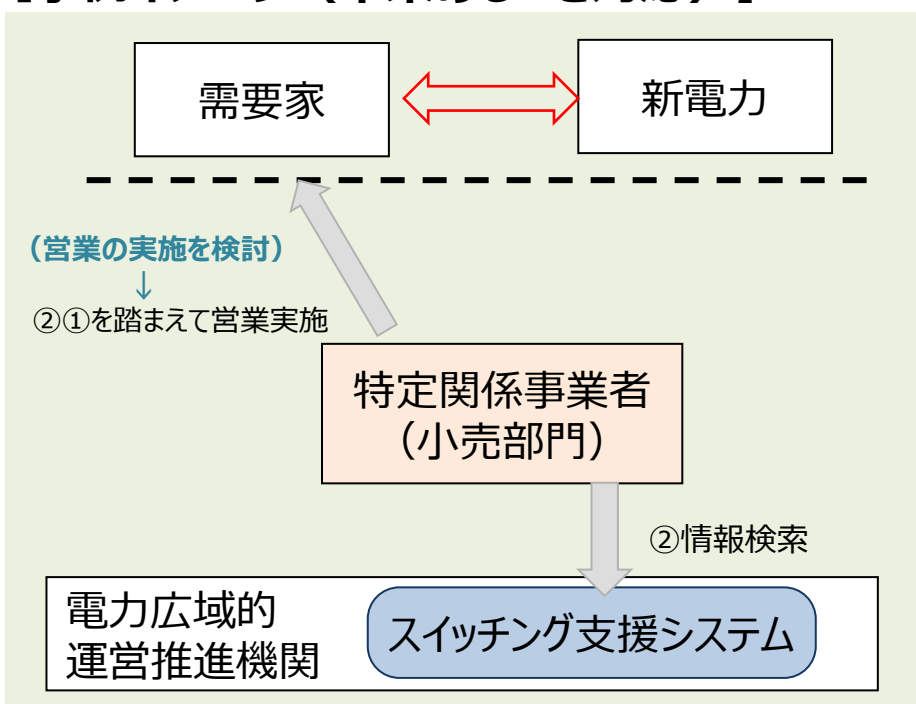 需要家
新電力
（営業の実施を検討）
↓
②①を踏まえて営業実施
特定関係事業者
（小売部門）
②情報検索
電力広域的
運営推進機関
スイッチング支援システム